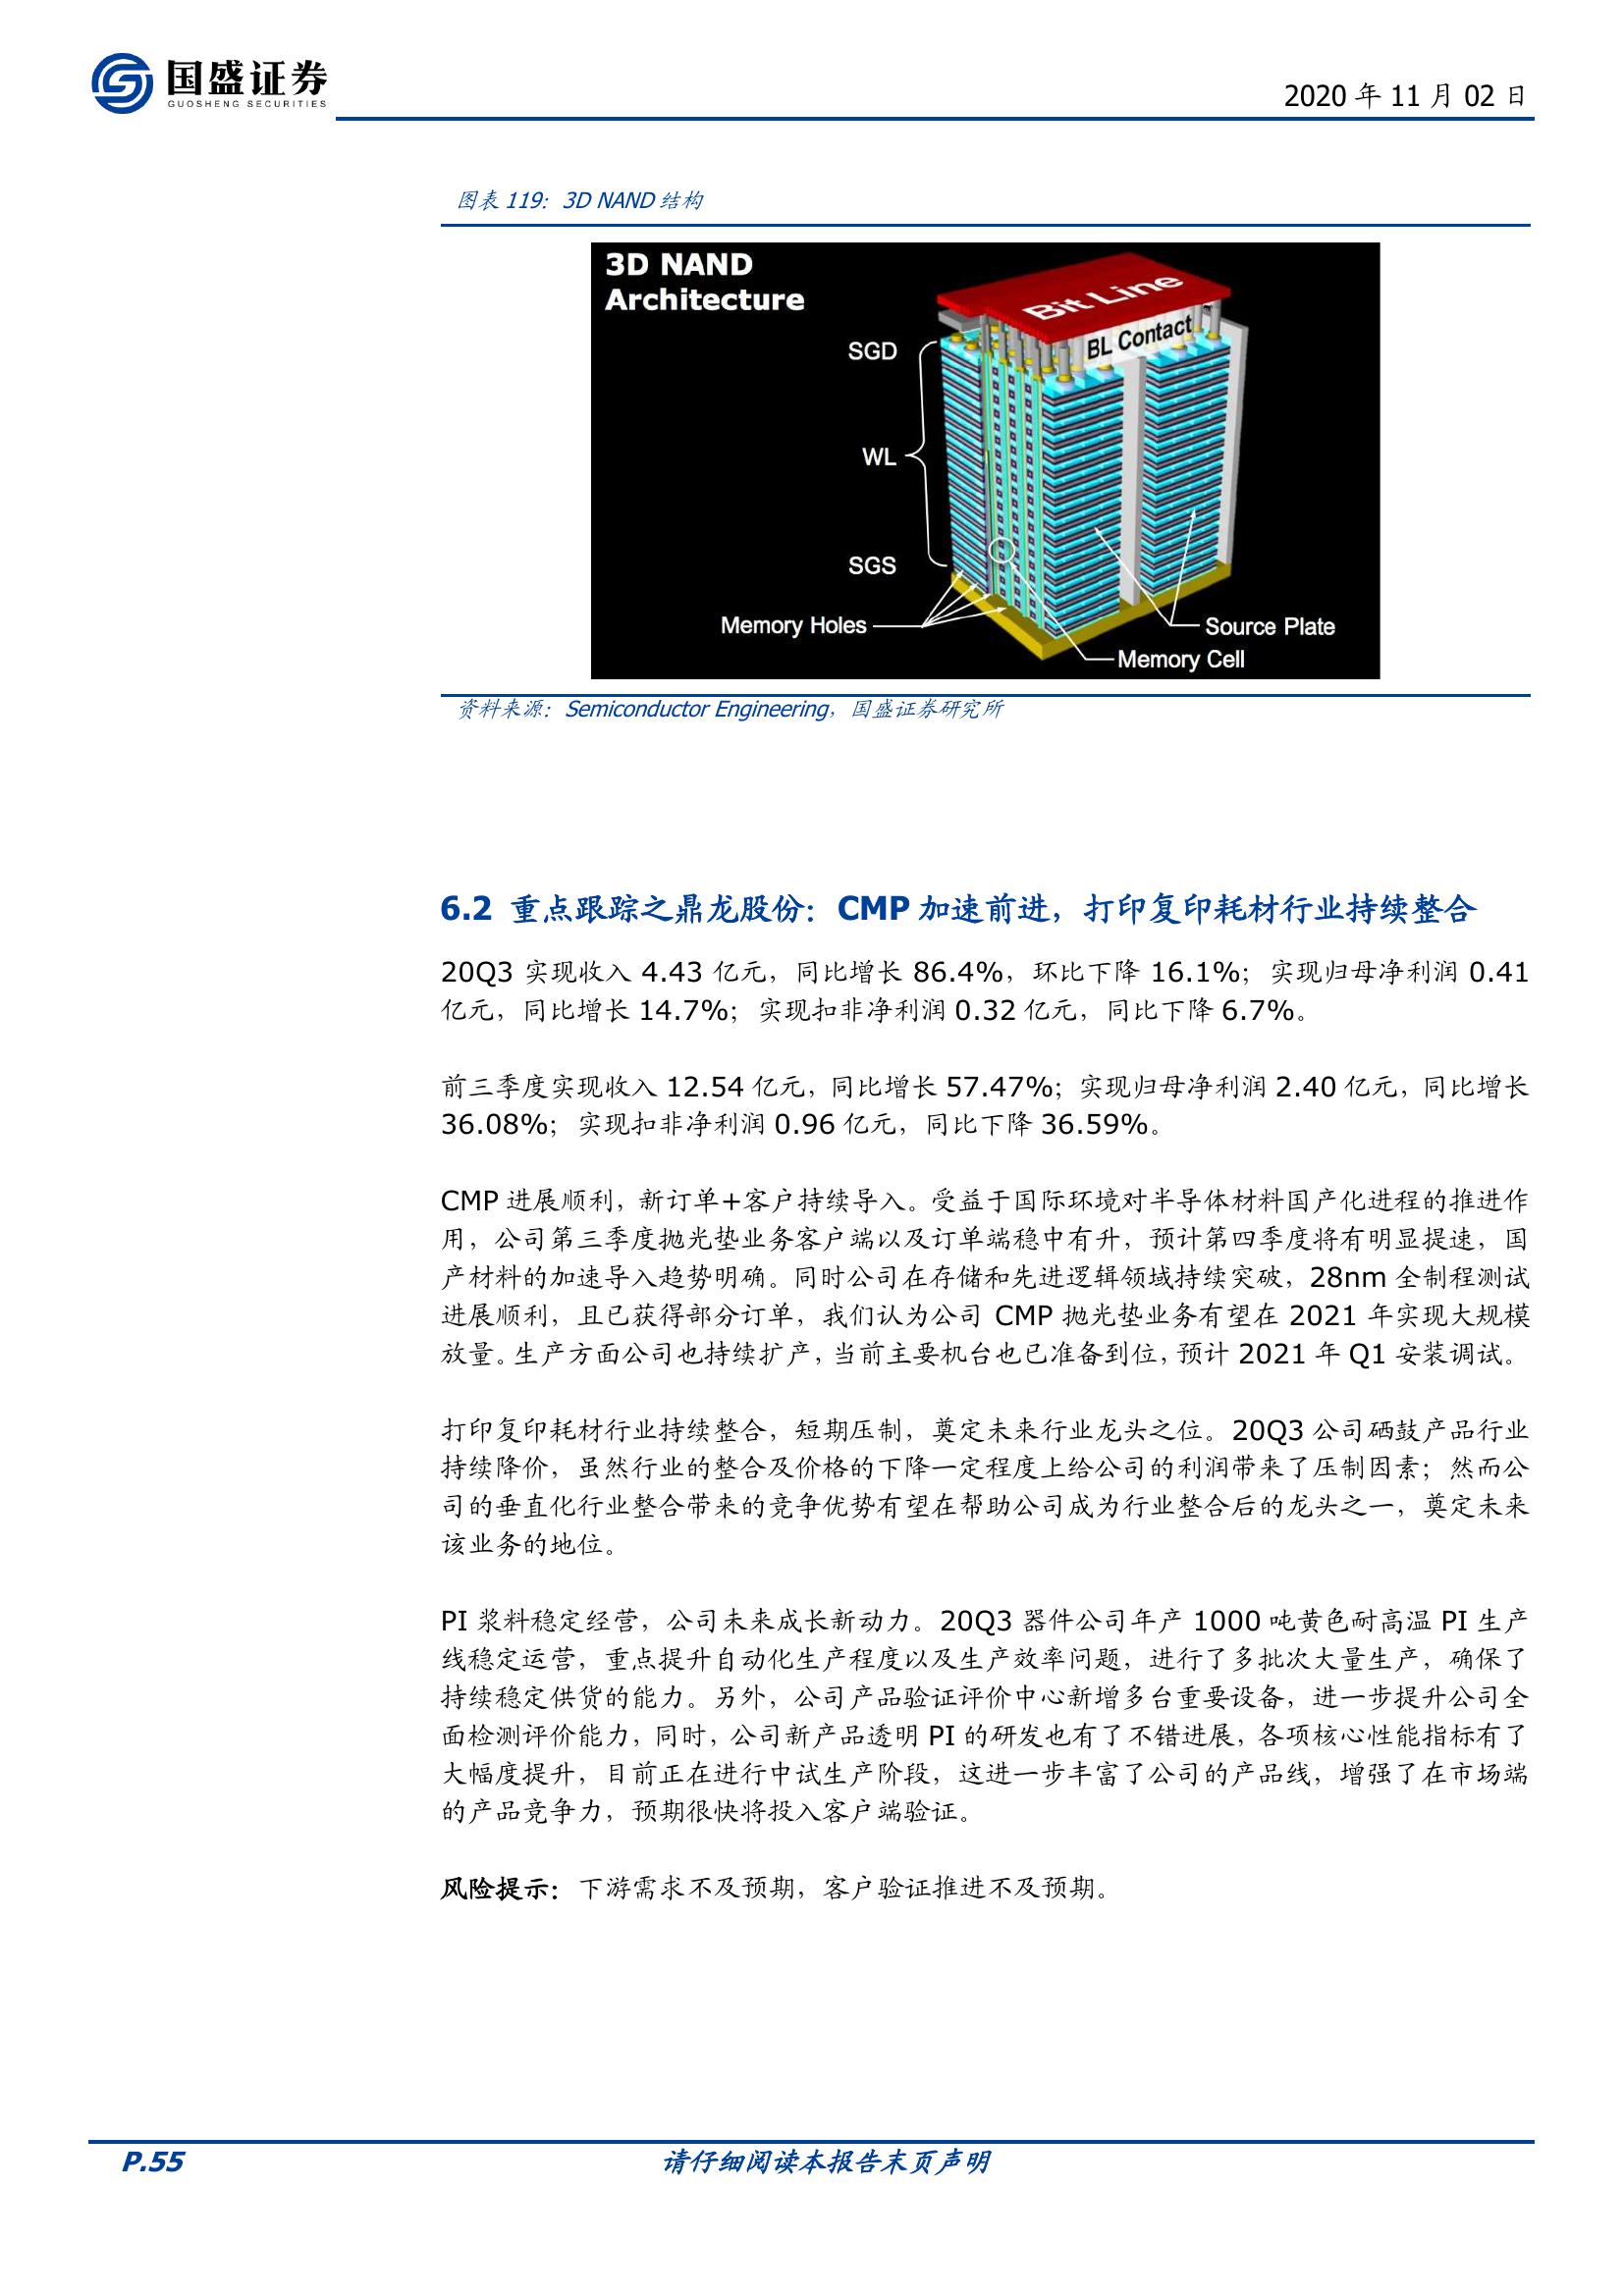 国盛证券
GUOSHENG SECURITIES
2020 年 11 月 02 日
图表 119：3D NAND 结构
3D NAND
Architecture
Bit Line
BL Contact
SGD
WL
SGS
Memory Holes
Source Plate
Memory Cell
资料来源：Semiconductor Engineering，国盛证券研究所
6.2 重点跟踪之鼎龙股份：CMP 加速前进，打印复印耗材行业持续整合
20Q3 实现收入 4.43 亿元，同比增长 86.4%，环比下降 16.1%；实现归母净利润 0.41
亿元，同比增长 14.7%；实现扣非净利润 0.32 亿元，同比下降 6.7%。
前三季度实现收入 12.54 亿元，同比增长 57.47%；实现归母净利润 2.40 亿元，同比增长
36.08%；实现扣非净利润 0.96 亿元，同比下降 36.59%。
CMP 进展顺利，新订单+客户持续导入。受益于国际环境对半导体材料国产化进程的推进作
用，公司第三季度抛光垫业务客户端以及订单端稳中有升，预计第四季度将有明显提速，国
产材料的加速导入趋势明确。同时公司在存储和先进逻辑领域持续突破，28nm 全制程测试
进展顺利，且已获得部分订单，我们认为公司 CMP 抛光垫业务有望在 2021 年实现大规模
放量。生产方面公司也持续扩产，当前主要机台也已准备到位，预计 2021 年 Q1 安装调试。
打印复印耗材行业持续整合，短期压制，奠定未来行业龙头之位。20Q3 公司硒鼓产品行业
持续降价，虽然行业的整合及价格的下降一定程度上给公司的利润带来了压制因素；然而公
司的垂直化行业整合带来的竞争优势有望在帮助公司成为行业整合后的龙头之一，奠定未来
该业务的地位。
PI 浆料稳定经营，公司未来成长新动力。20Q3 器件公司年产 1000 吨黄色耐高温 PI 生产
线稳定运营，重点提升自动化生产程度以及生产效率问题，进行了多批次大量生产，确保了
持续稳定供货的能力。另外，公司产品验证评价中心新增多台重要设备，进一步提升公司全
面检测评价能力，同时，公司新产品透明 PI 的研发也有了不错进展，各项核心性能指标有了
大幅度提升，目前正在进行中试生产阶段，这进一步丰富了公司的产品线，增强了在市场端
的产品竞争力，预期很快将投入客户端验证。
风险提示：下游需求不及预期，客户验证推进不及预期。
P.55
请仔细阅读本报告末页声明